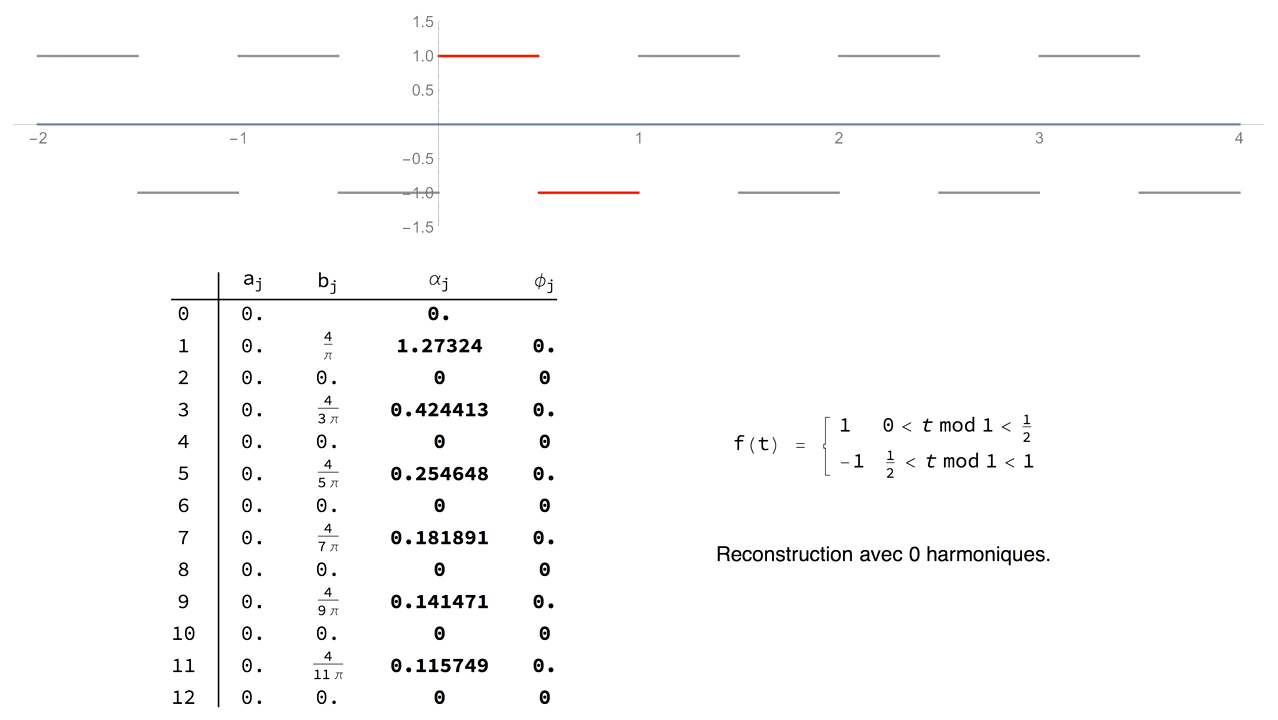 1.5
1.0
0.5
−2 −1 1 2 3 4
−0.5
−1.0
−1.5
aⱼ bⱼ αⱼ ϕⱼ
0 0. 0.
1 0. 4/π 1.27324 0.
2 0. 0. 0 0
3 0. 4/(3 π) 0.424413 0.
4 0. 0. 0 0
5 0. 4/(5 π) 0.254648 0.
6 0. 0. 0 0
7 0. 4/(7 π) 0.181891 0.
8 0. 0. 0 0
9 0. 4/(9 π) 0.141471 0.
10 0. 0. 0 0
11 0. 4/(11 π) 0.115749 0.
12 0. 0. 0 0
f(t) = { 1 0 < t mod 1 < 1/2
−1 1/2 < t mod 1 < 1
Reconstruction avec 0 harmoniques.